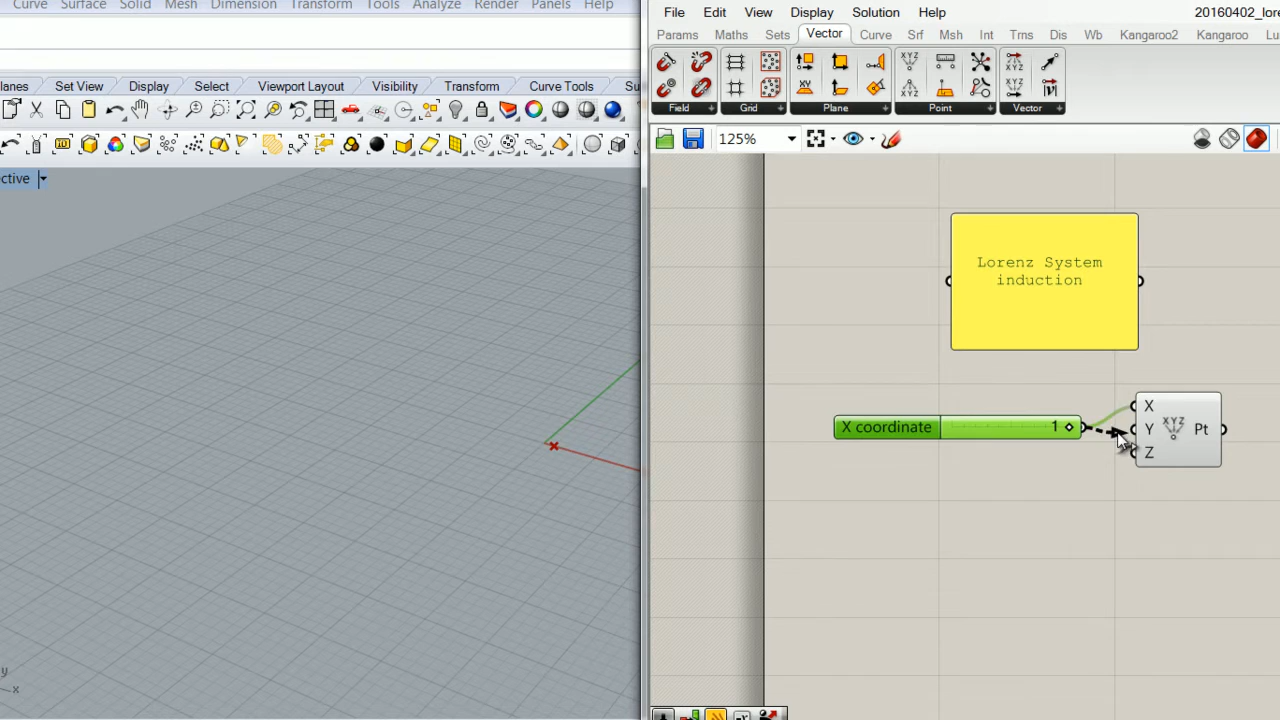 Curve Surface Solid Mesh Dimension Transform Tools Analyze Render Panels Help
lanes Set View Display Select Viewport Layout Visibility Transform Curve Tools Su
ctive
y
x
File Edit View Display Solution Help
20160402_lore
Params Maths Sets Vector Curve Srf Msh Int Trns Dis Wb Kangaroo2 Kangaroo Lu
Field Grid Plane Point Vector
125%
Lorenz System
induction
X coordinate 1
X
Y
Z
XYZ
Pt